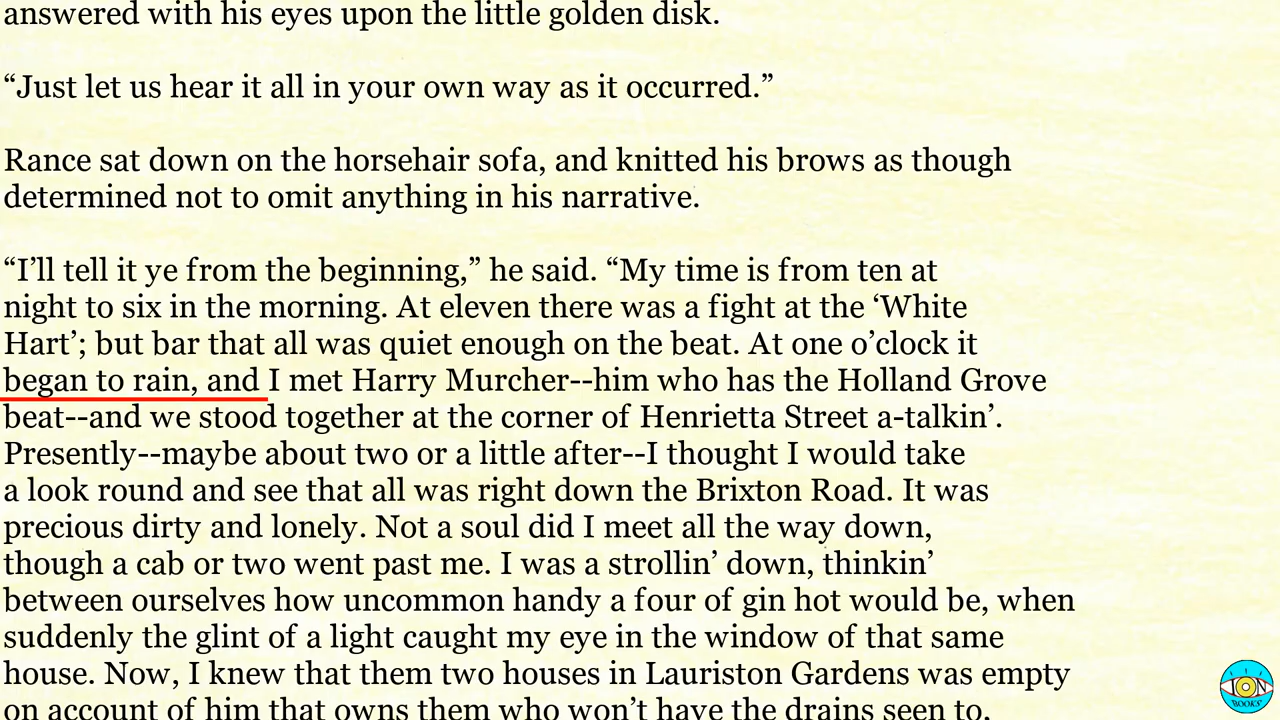 answered with his eyes upon the little golden disk.
“Just let us hear it all in your own way as it occurred.”
Rance sat down on the horsehair sofa, and knitted his brows as though
determined not to omit anything in his narrative.
“I’ll tell it ye from the beginning,” he said. “My time is from ten at
night to six in the morning. At eleven there was a fight at the ‘White
Hart’; but bar that all was quiet enough on the beat. At one o’clock it
began to rain, and I met Harry Murcher--him who has the Holland Grove
beat--and we stood together at the corner of Henrietta Street a-talkin’.
Presently--maybe about two or a little after--I thought I would take
a look round and see that all was right down the Brixton Road. It was
precious dirty and lonely. Not a soul did I meet all the way down,
though a cab or two went past me. I was a strollin’ down, thinkin’
between ourselves how uncommon handy a four of gin hot would be, when
suddenly the glint of a light caught my eye in the window of that same
house. Now, I knew that them two houses in Lauriston Gardens was empty
on account of him that owns them who won’t have the drains seen to,
ION
BOOKS